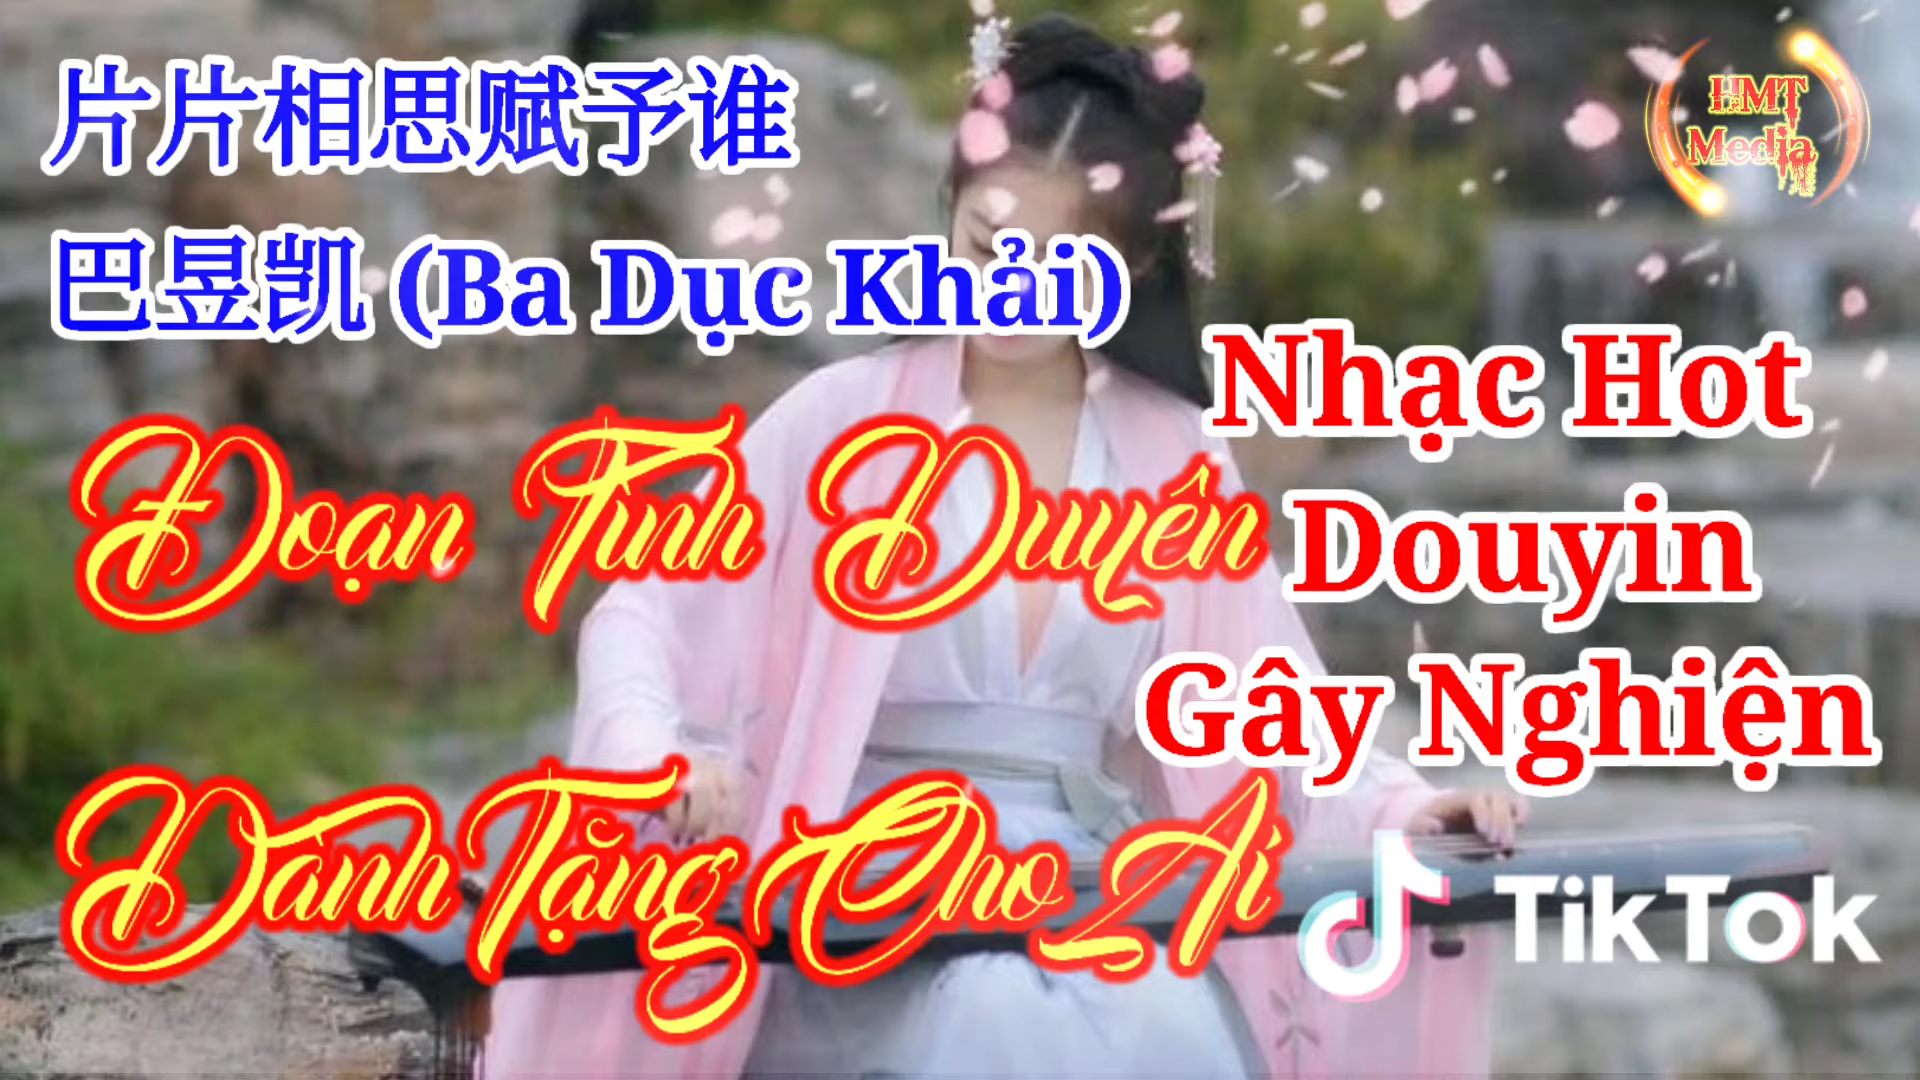 片片相思赋予谁
巴昱凯 (Ba Dục Khải)
HMT
Media
Nhạc Hot
Douyin
Gây Nghiện
Đoạn Tình Duyên
Dành Tặng Cho Ai
TikTok